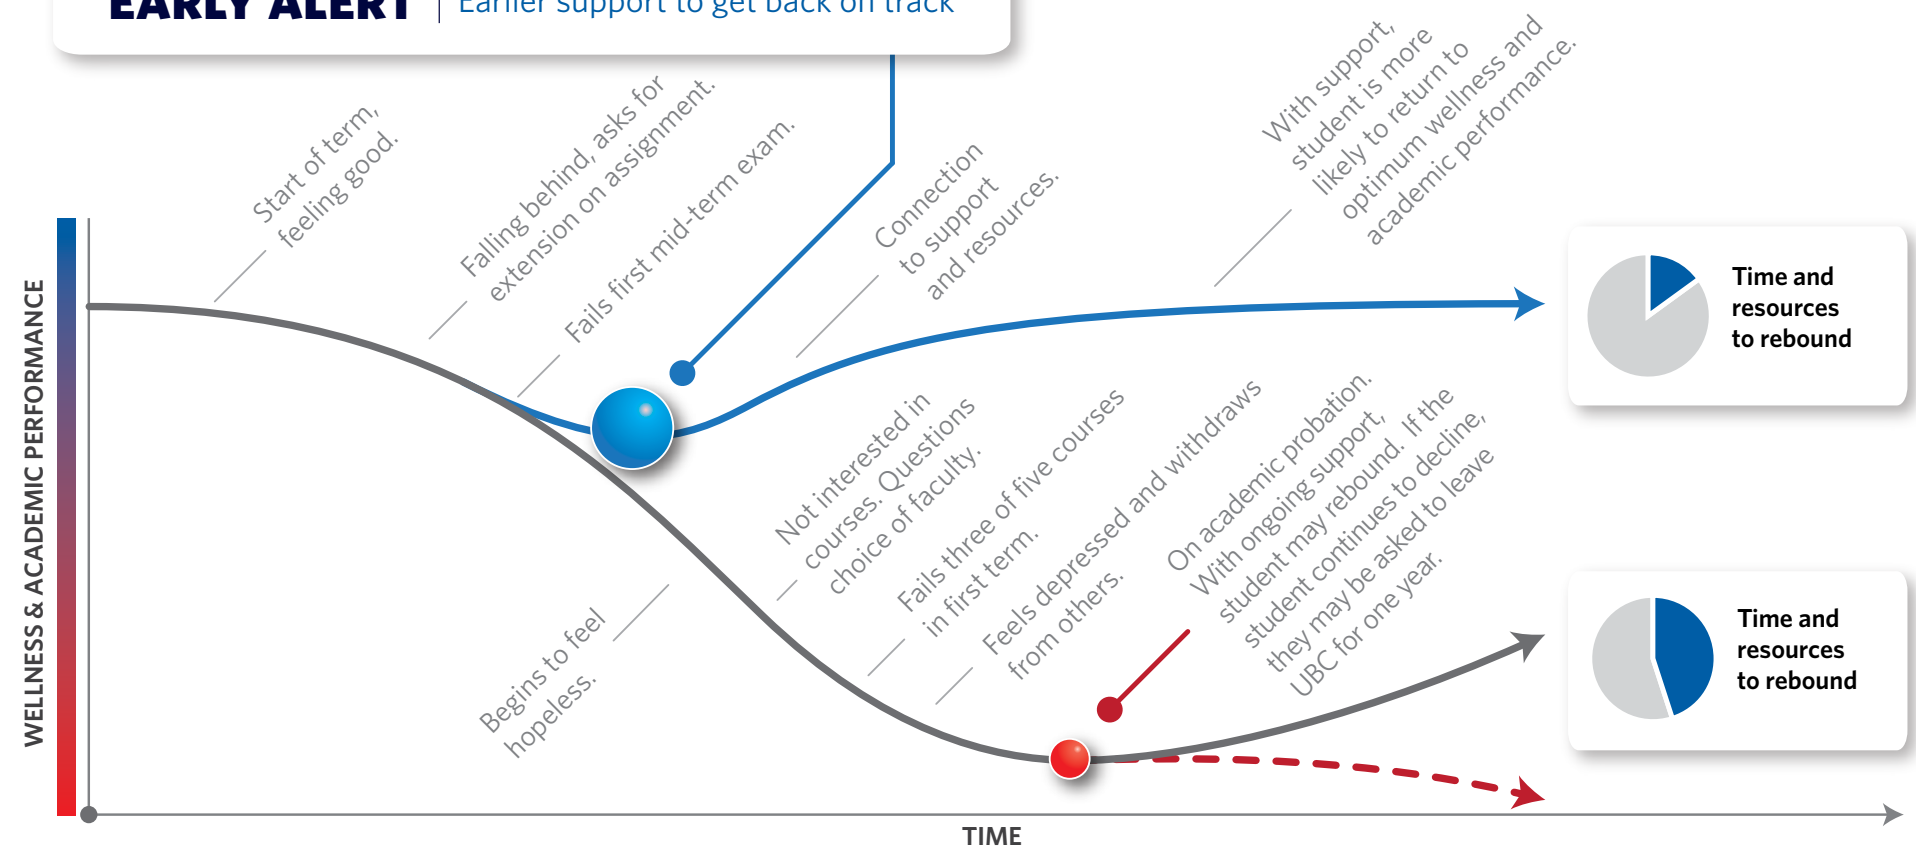 EARLY ALERT
Earlier support to get back on track
Start of term,
feeling good.
Falling behind, asks for
extension on assignment.
Fails first mid-term exam.
Connection
to support
and resources.
With support,
student is more
likely to return to
optimum wellness and
academic performance.
Time and
resources
to rebound
WELLNESS & ACADEMIC PERFORMANCE
Begins to feel
hopeless.
Not interested in
courses. Questions
choice of faculty.
Fails three of five courses
in first term.
Feels depressed and withdraws
from others.
On academic probation.
With ongoing support,
student may rebound. If the
student continues to decline,
they may be asked to leave
UBC for one year.
Time and
resources
to rebound
TIME